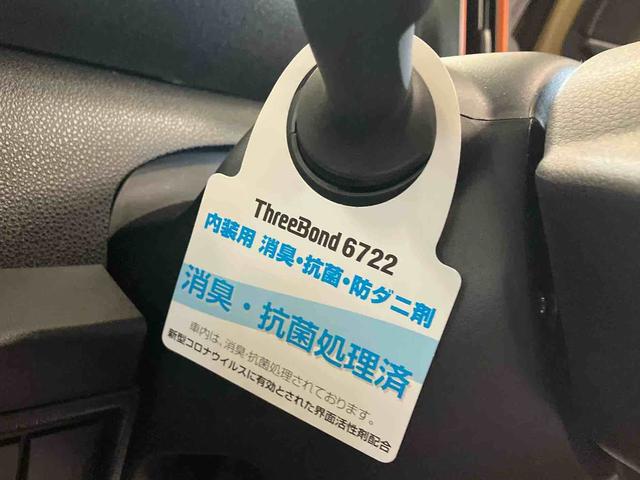 ThreeBond 6722
内装用 消臭・抗菌・防ダニ剤
消臭・抗菌処理済
車内は、消臭・抗菌処理されております。
新型コロナウイルスに有効とされた界面活性剤配合